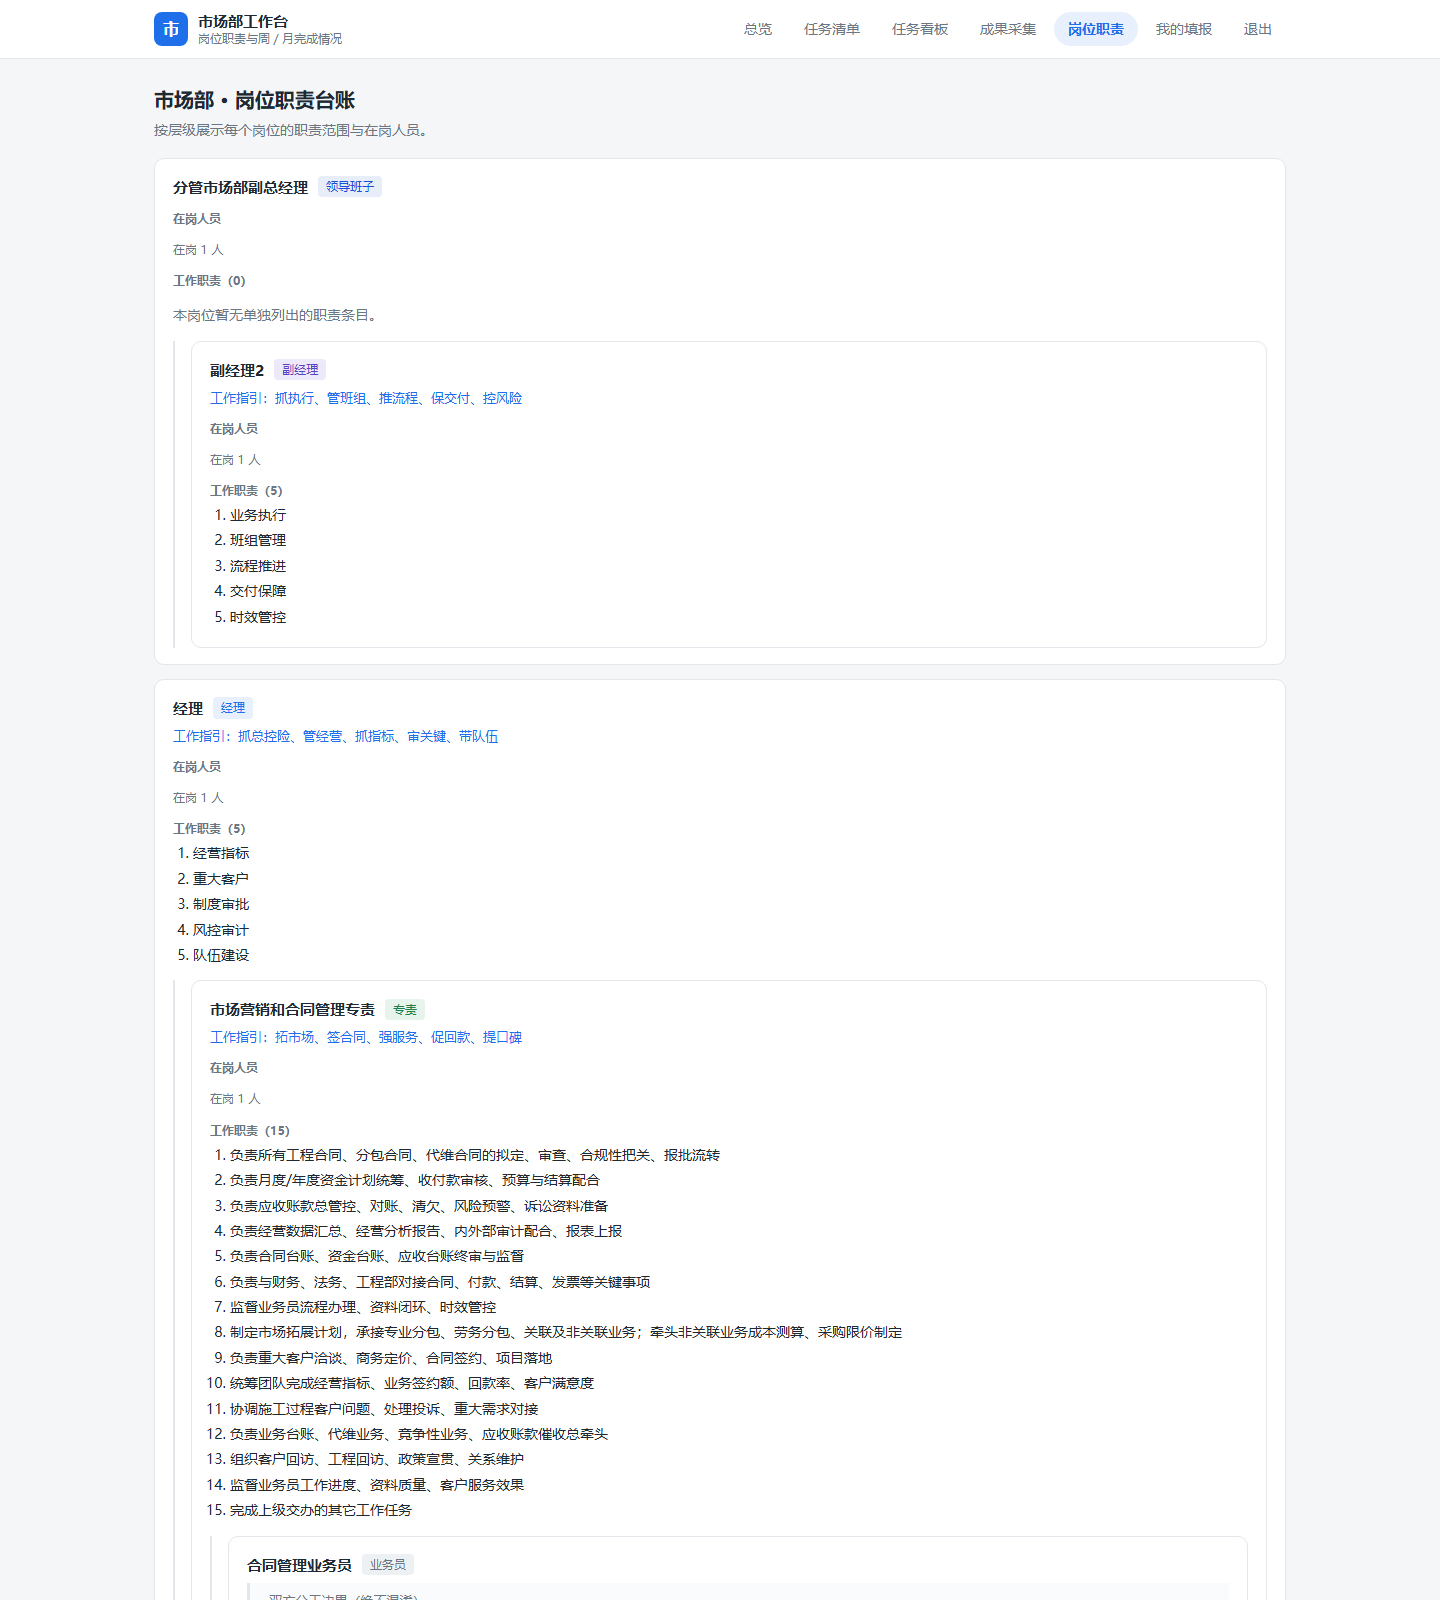 市 市场部工作台
岗位职责与周 / 月完成情况
总览 任务清单 任务看板 成果采集 岗位职责 我的填报 退出
市场部 · 岗位职责台账
按层级展示每个岗位的职责范围与在岗人员。
分管市场部副总经理 领导班子
在岗人员
在岗 1 人
工作职责（0）
本岗位暂无单独列出的职责条目。
副经理2 副经理
工作指引：抓执行、管班组、推流程、保交付、控风险
在岗人员
在岗 1 人
工作职责（5）
1. 业务执行
2. 班组管理
3. 流程推进
4. 交付保障
5. 时效管控
经理 经理
工作指引：抓总控险、管经营、抓指标、审关键、带队伍
在岗人员
在岗 1 人
工作职责（5）
1. 经营指标
2. 重大客户
3. 制度审批
4. 风控审计
5. 队伍建设
市场营销和合同管理专责 专责
工作指引：拓市场、签合同、强服务、促回款、提口碑
在岗人员
在岗 1 人
工作职责（15）
1. 负责所有工程合同、分包合同、代维合同的拟定、审查、合规性把关、报批流转
2. 负责月度/年度资金计划统筹、收付款审核、预算与结算配合
3. 负责应收账款总管控、对账、清欠、风险预警、诉讼资料准备
4. 负责经营数据汇总、经营分析报告、内外部审计配合、报表上报
5. 负责合同台账、资金台账、应收台账终审与监督
6. 负责与财务、法务、工程部对接合同、付款、结算、发票等关键事项
7. 监督业务员流程办理、资料闭环、时效管控
8. 制定市场拓展计划，承接专业分包、劳务分包、关联及非关联业务；牵头非关联业务成本测算、采购限价制定
9. 负责重大客户洽谈、商务定价、合同签约、项目落地
10. 统筹团队完成经营指标、业务签约额、回款率、客户满意度
11. 协调施工过程客户问题、处理投诉、重大需求对接
12. 负责业务台账、代维业务、竞争性业务、应收账款催收总牵头
13. 组织客户回访、工程回访、政策宣贯、关系维护
14. 监督业务员工作进度、资料质量、客户服务效果
15. 完成上级交办的其它工作任务
合同管理业务员 业务员